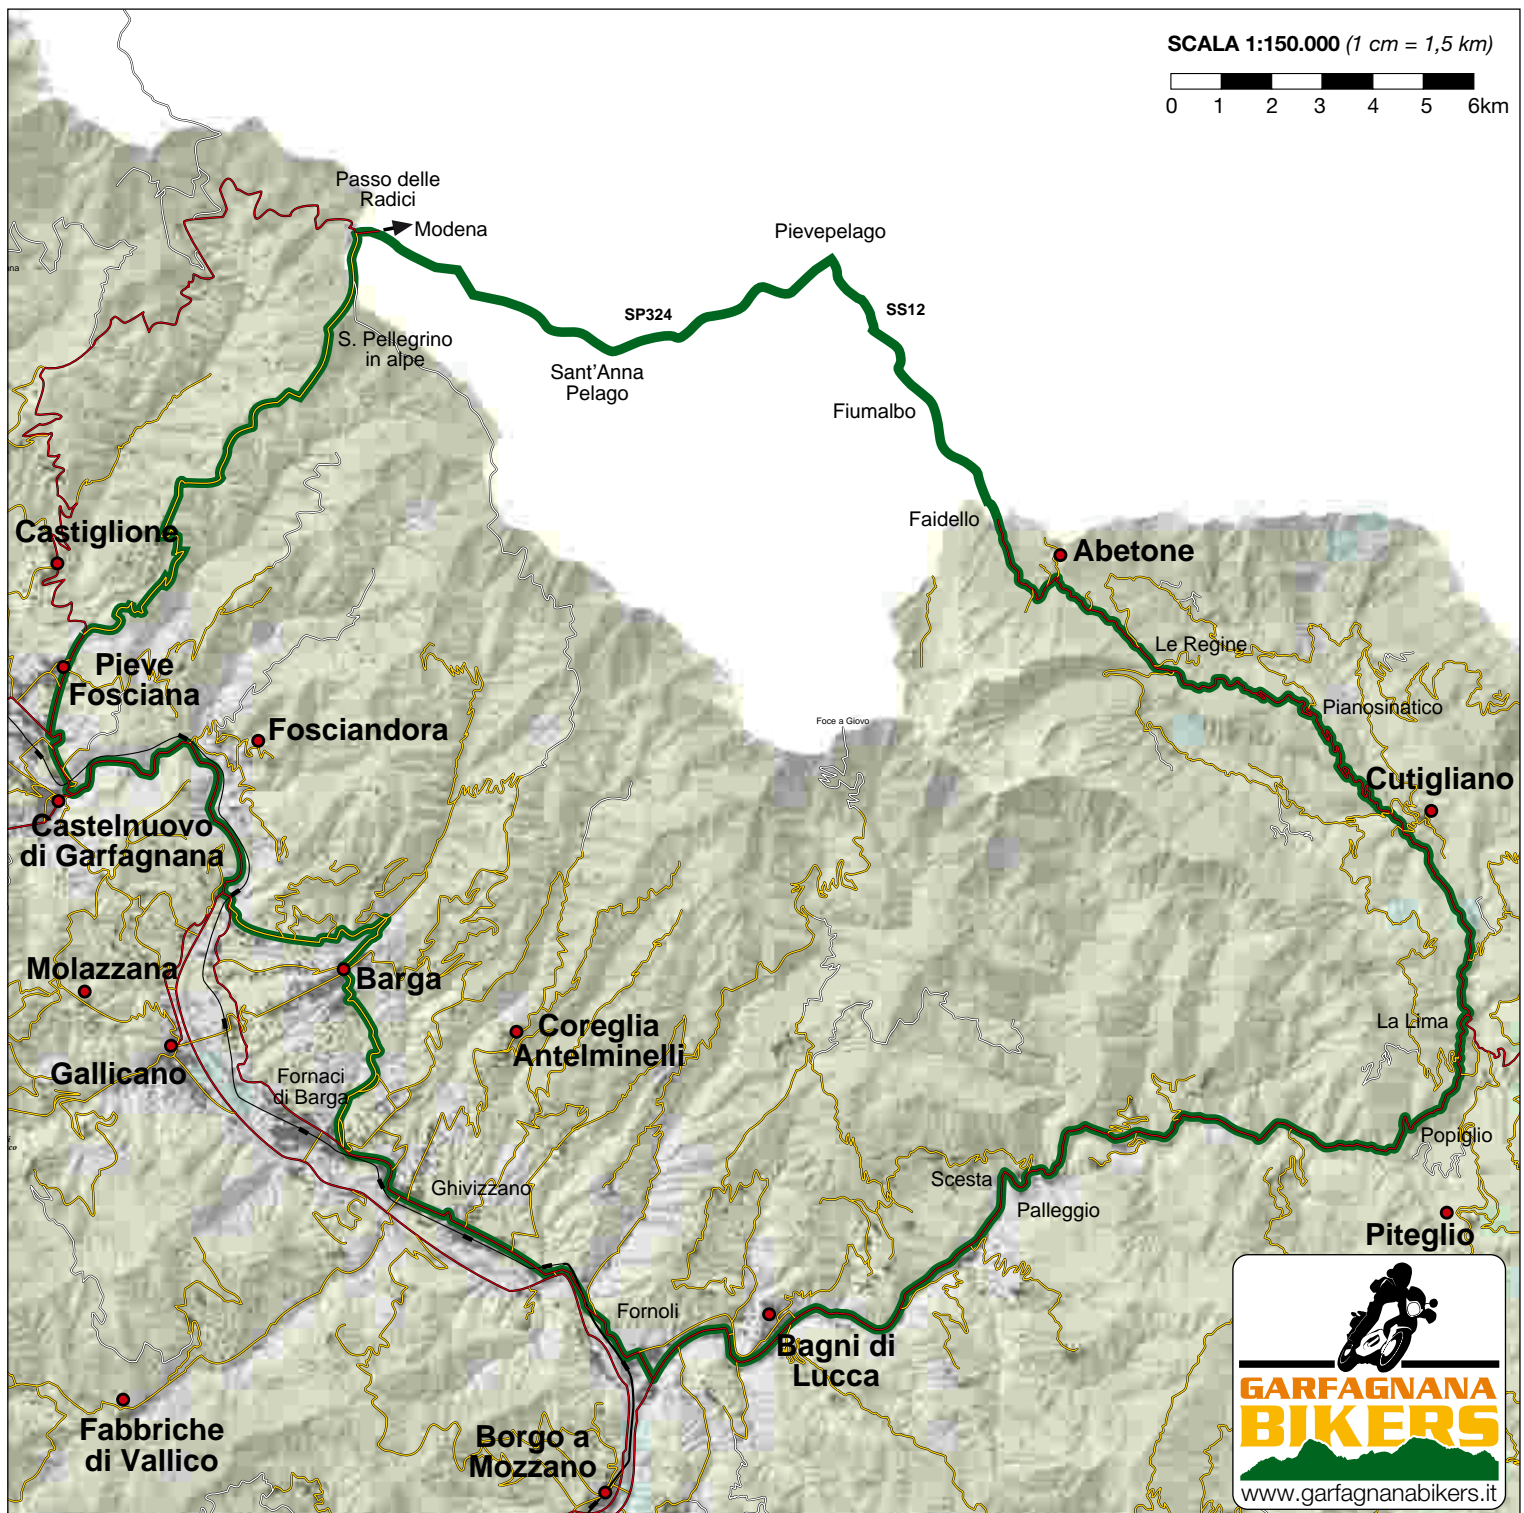 SCALA 1:150.000 (1 cm = 1,5 km)
0 1 2 3 4 5 6km
Passo delle
Radici
Modena
Pievepelago
SP324
SS12
S. Pellegrino
in alpe
Sant'Anna
Pelago
Fiumalbo
Faidello
Castiglione
Abetone
Le Regine
Pieve
Fosciana
Pianosinatico
Fosciandora
Foce a Giovo
Cutigliano
Castelnuovo
di Garfagnana
Molazzana
Barga
Coreglia
Antelminelli
La Lima
Gallicano
Fornaci
di Barga
Popiglio
Scesta
Ghivizzano
Palleggio
Piteglio
Fornoli
Bagni di
Lucca
Fabbriche
di Vallico
Borgo a
Mozzano
GARFAGNANA
BIKERS
www.garfagnanabikers.it